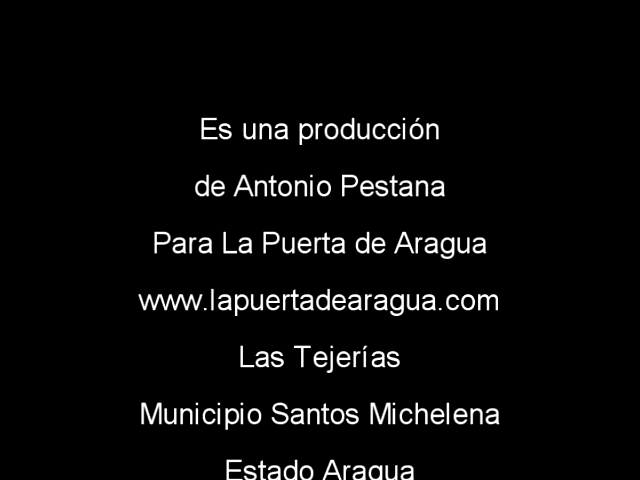 Es una producción
de Antonio Pestana
Para La Puerta de Aragua
www.lapuertadearagua.com
Las Tejerías
Municipio Santos Michelena
Estado Aragua